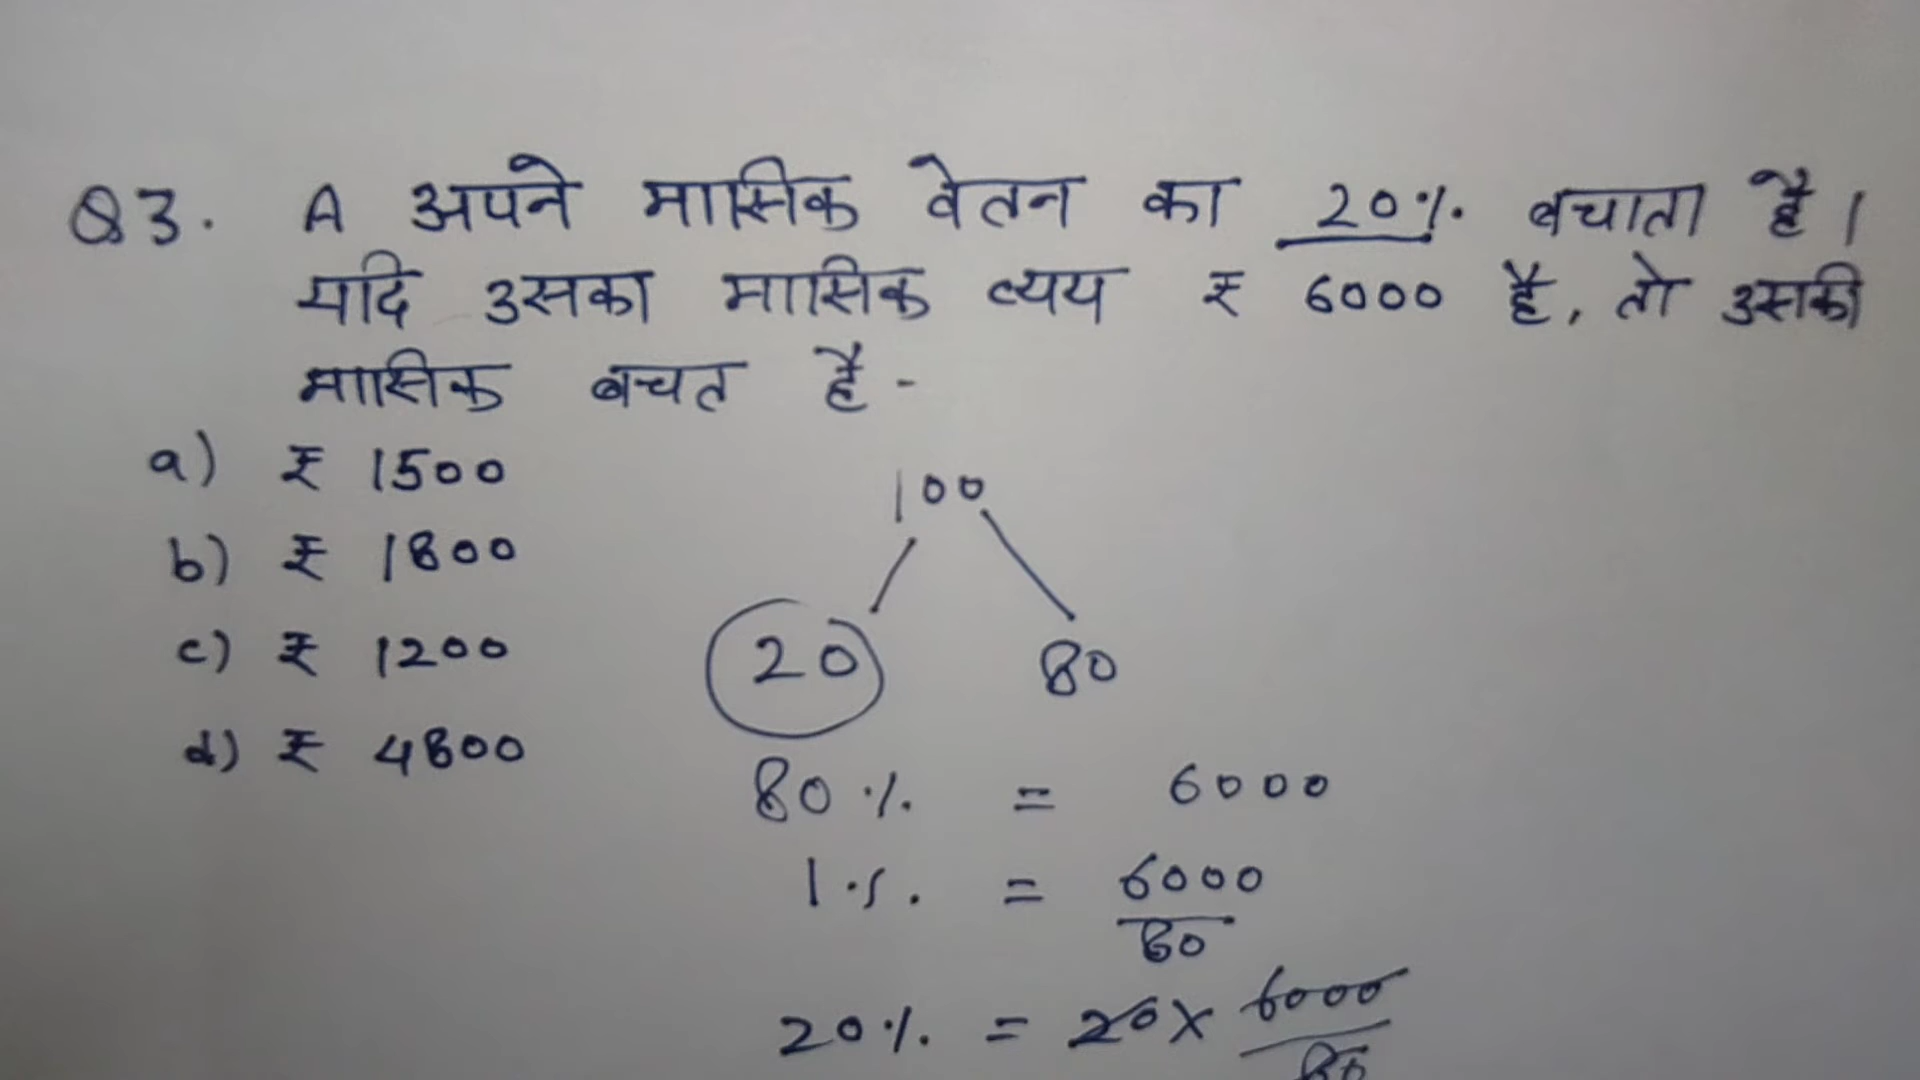 Q3. A अपने मासिक वेतन का 20% बचाता है।
यदि उसका मासिक व्यय ₹ 6000 है, तो उसकी
मासिक बचत है -
a) ₹ 1500
b) ₹ 1800
c) ₹ 1200
d) ₹ 4800
100
20 80
80% = 6000
1% = 6000/80
20% = 20 × 6000/80